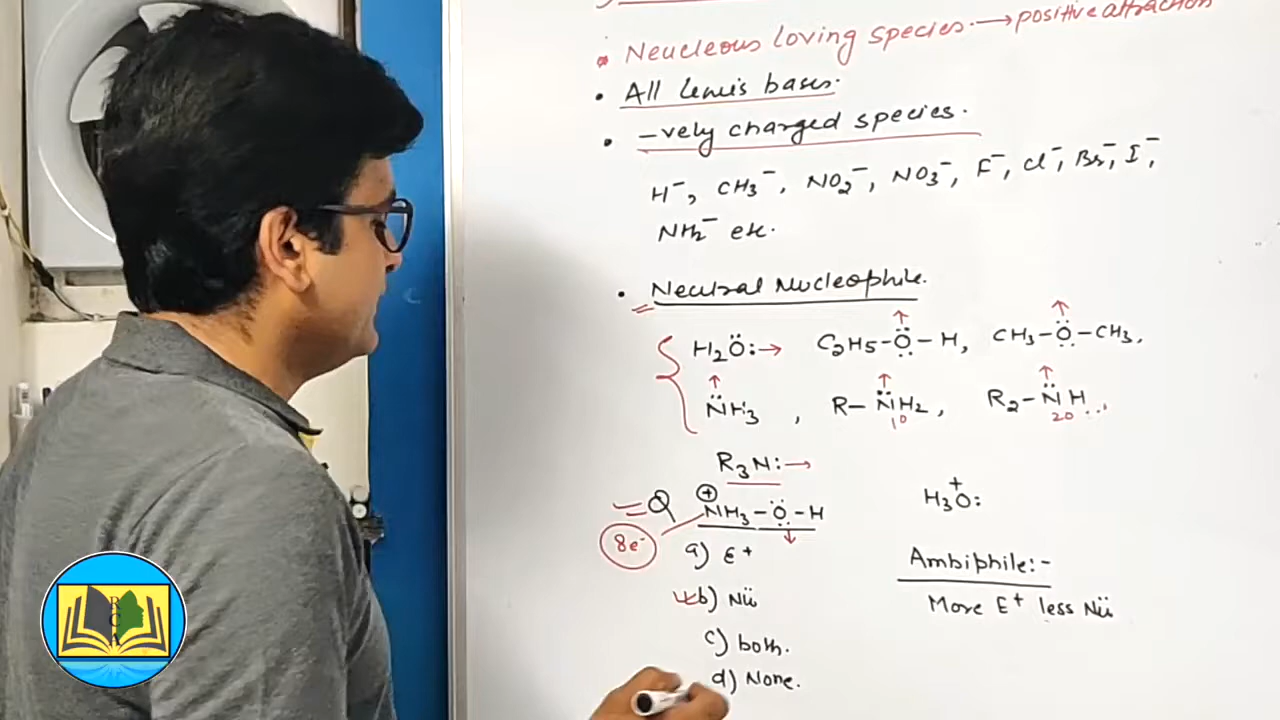 • Neucleous loving species. → positive attraction
• All Lewis bases.
• -vely charged species.
H⁻, CH₃⁻, NO₂⁻, NO₃⁻, F⁻, Cl⁻, Br⁻, I⁻,
NH₂⁻ etc.
• Neutral Nucleophile.
H₂Ö: → C₂H₅-Ö-H, CH₃-Ö-CH₃,
N̈H₃, R-N̈H₂, R₂-N̈H
1° 2°...
R₃N: →
= Q ⊕NH₃-Ö-H H₃O⁺:
8e⁻
a) E⁺ Ambiphile:-
b) Nü More E⁺ less Nü
c) both.
d) None.
RCA